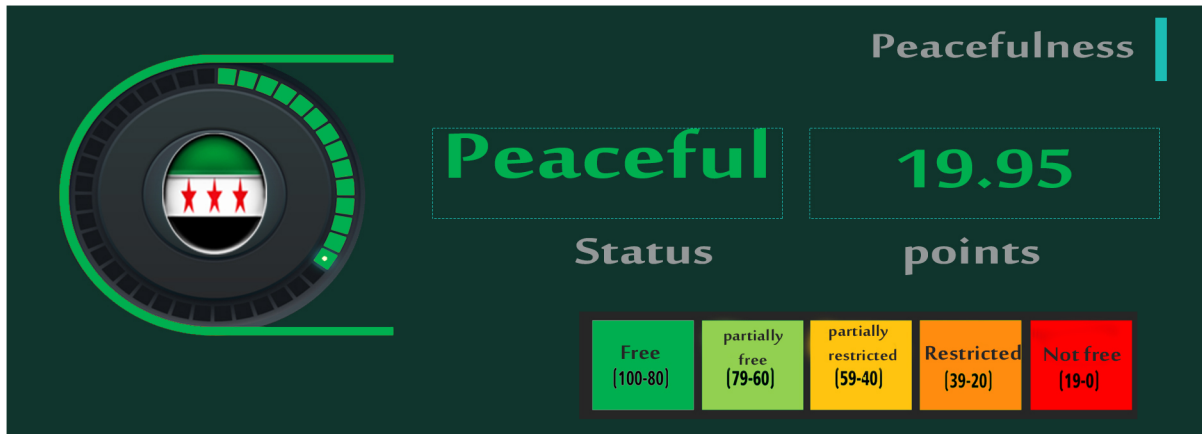 Peacefulness
Peaceful
19.95
Status
points
Free
(100-80)
partially
free
(79-60)
partially
restricted
(59-40)
Restricted
(39-20)
Not free
(19-0)